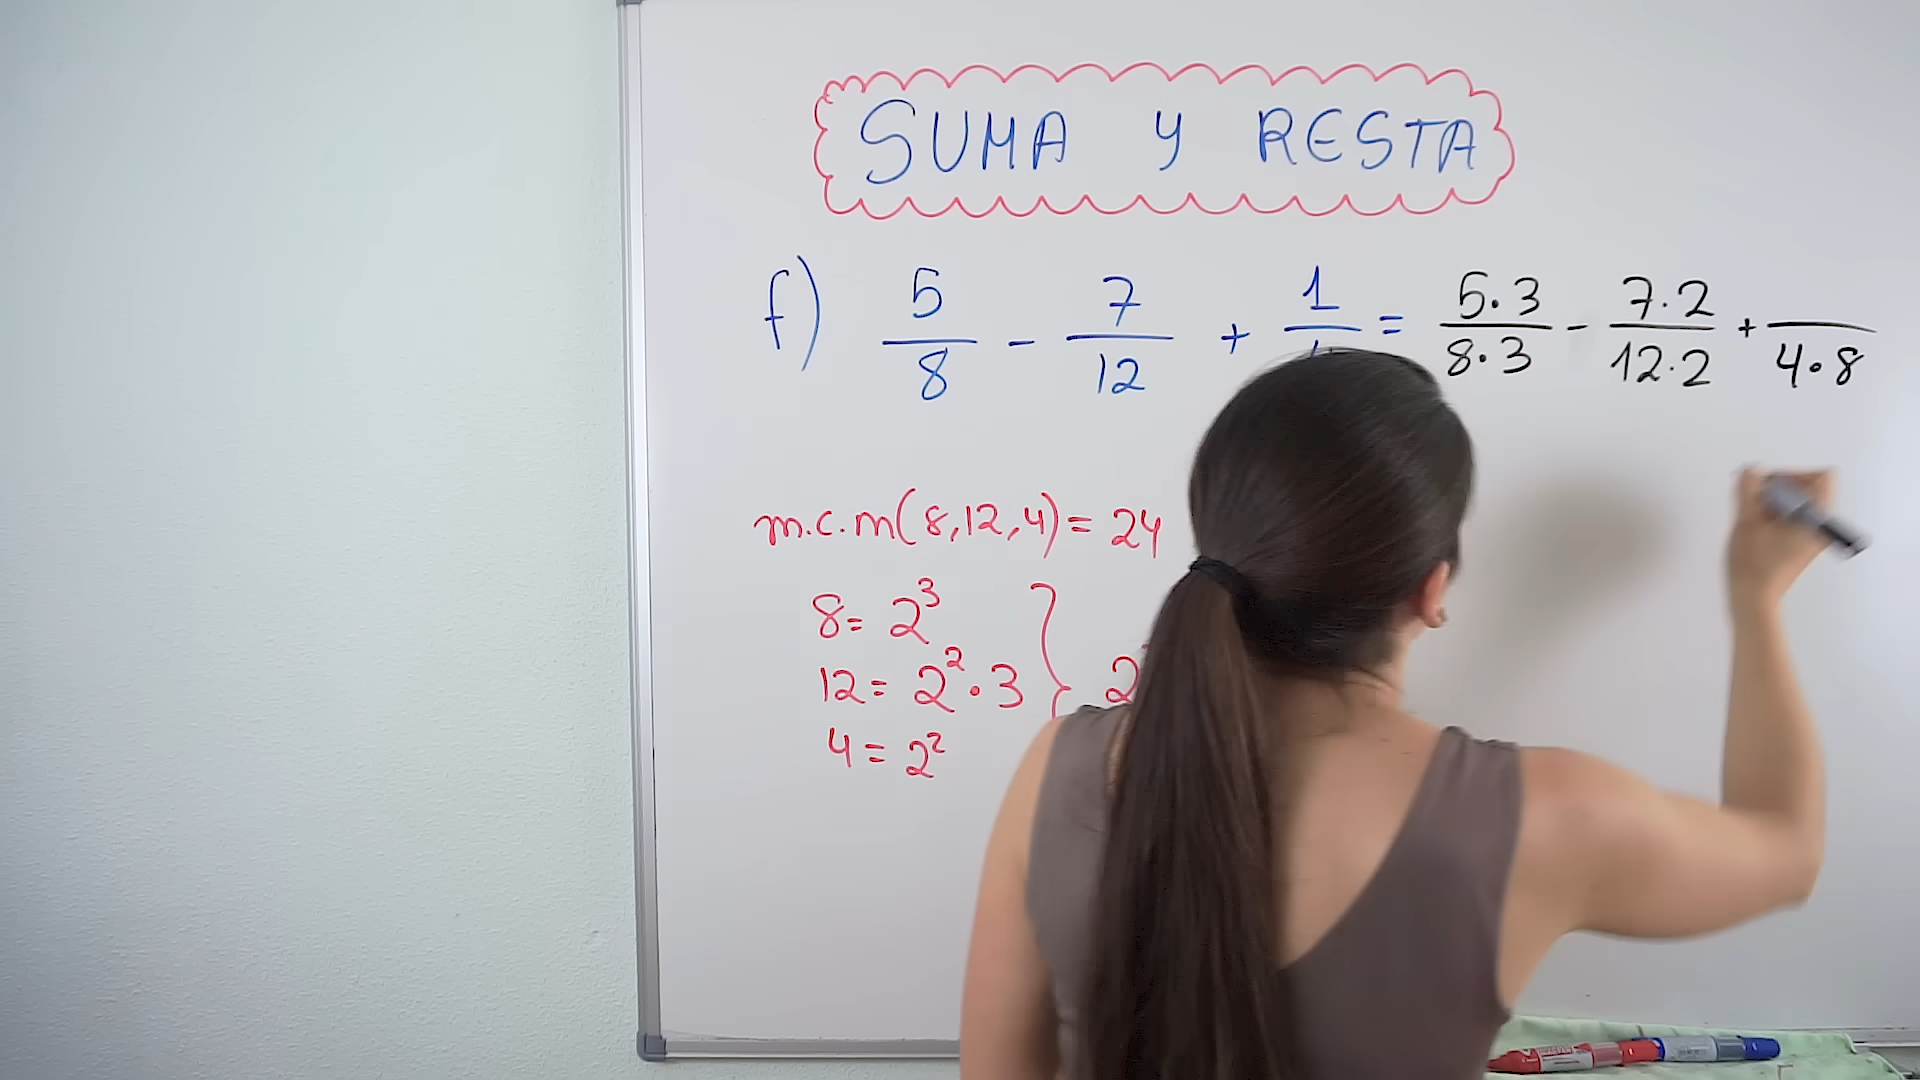 SUMA Y RESTA
f) 5/8 - 7/12 + 1/ = 5·3/8·3 - 7·2/12·2 + /4·8
m.c.m(8,12,4)= 24
8= 2³
12= 2²·3 } 2
4= 2²